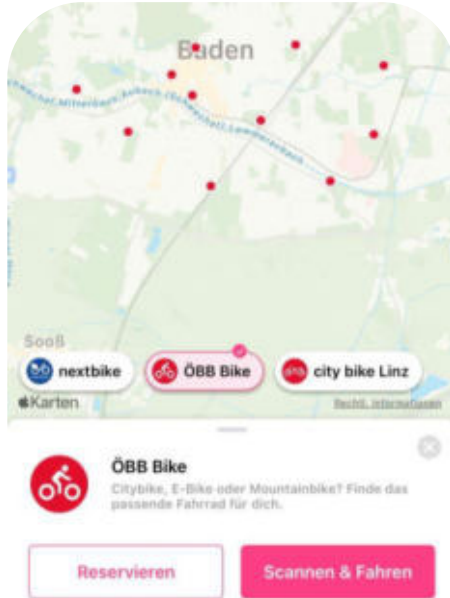 Baden
Sooß
nextbike
ÖBB Bike
city bike Linz
Karten
Rechtl. Informationen
ÖBB Bike
Citybike, E-Bike oder Mountainbike? Finde das
passende Fahrrad für dich.
Reservieren
Scannen & Fahren